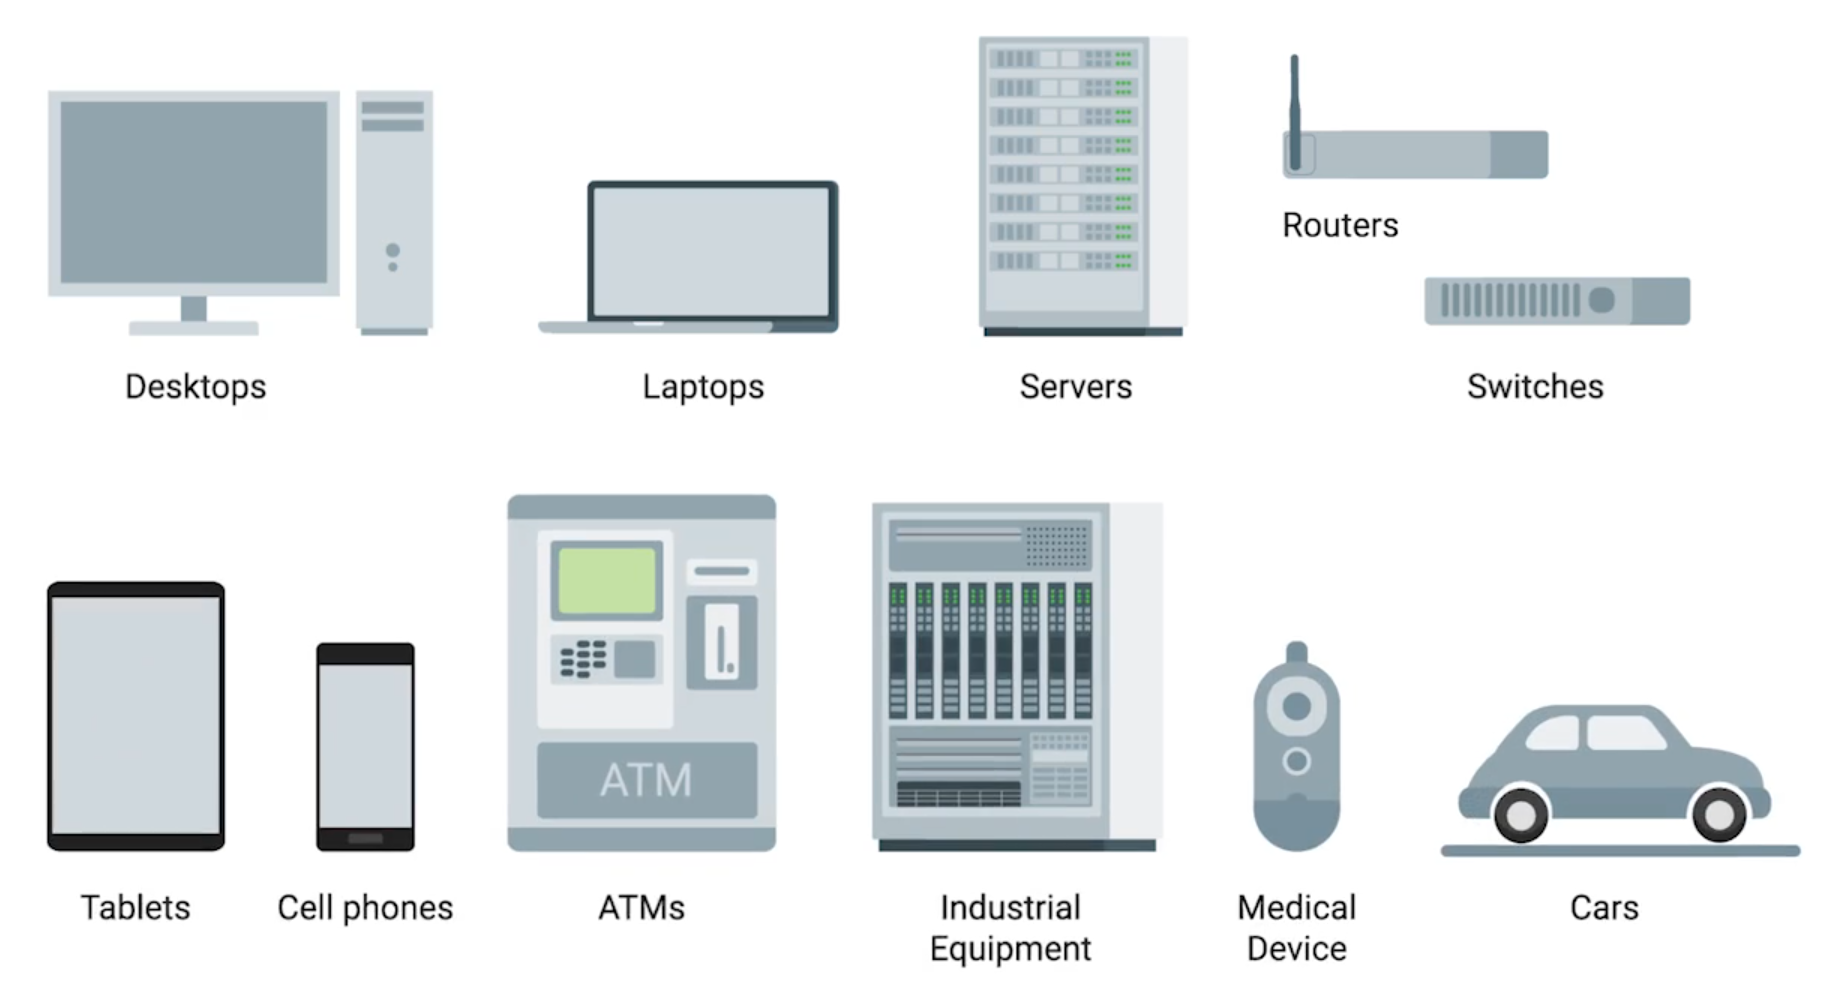 Routers
Desktops
Laptops
Servers
Switches
ATM
Tablets
Cell phones
ATMs
Industrial
Equipment
Medical
Device
Cars